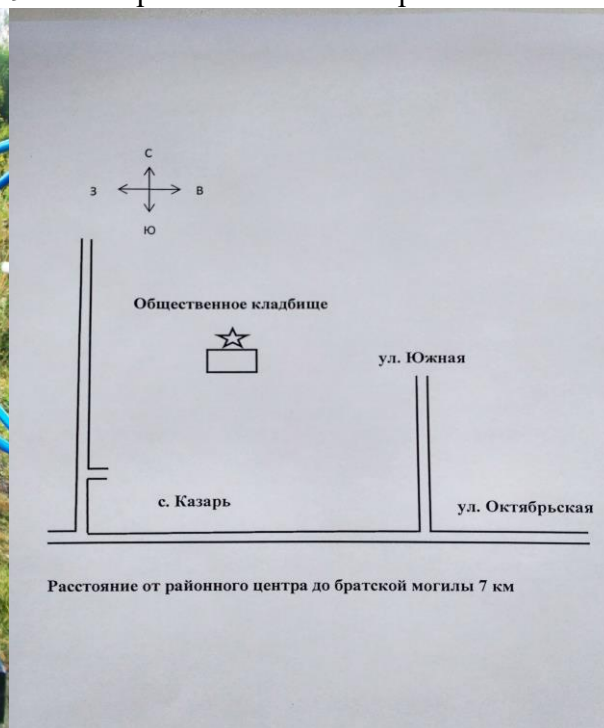 С
З В
Ю
Общественное кладбище
ул. Южная
с. Казарь
ул. Октябрьская
Расстояние от районного центра до братской могилы 7 км